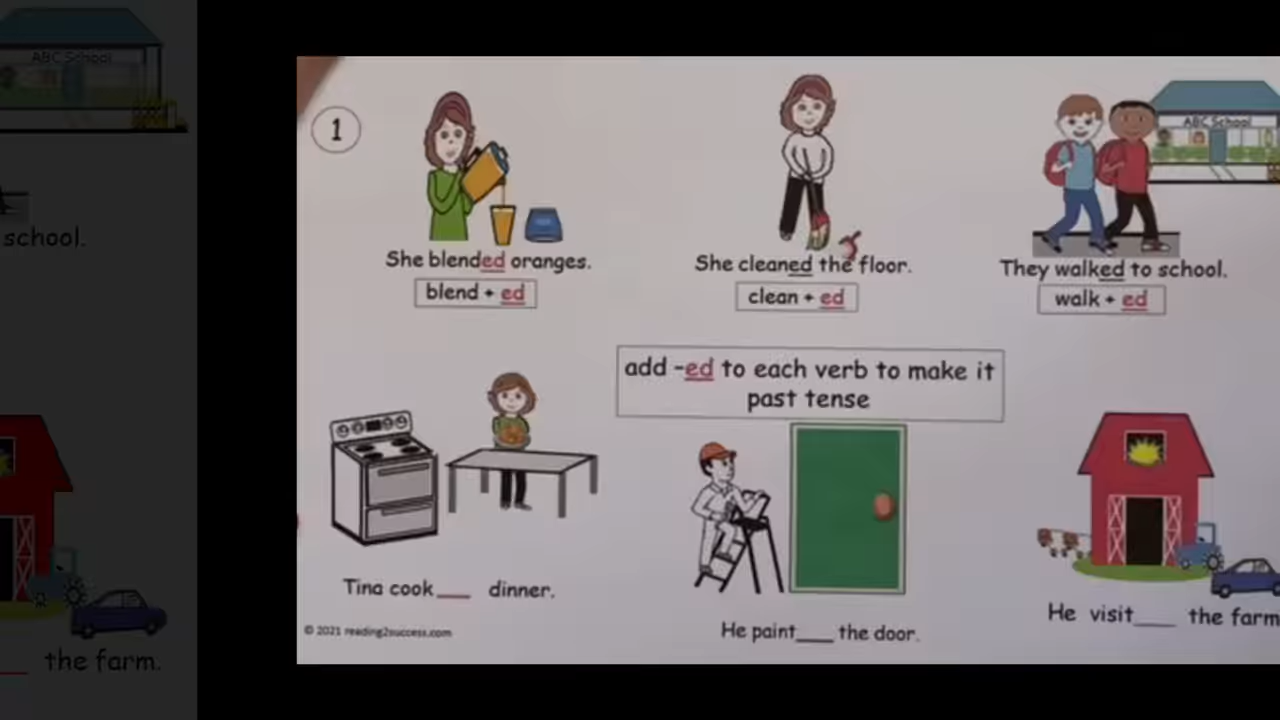 ABC School
school.
the farm.
1
ABC School
She blended oranges.
blend + ed
She cleaned the floor.
clean + ed
They walked to school.
walk + ed
add -ed to each verb to make it
past tense
Tina cook___ dinner.
He paint___ the door.
He visit___ the farm
© 2021 reading2success.com